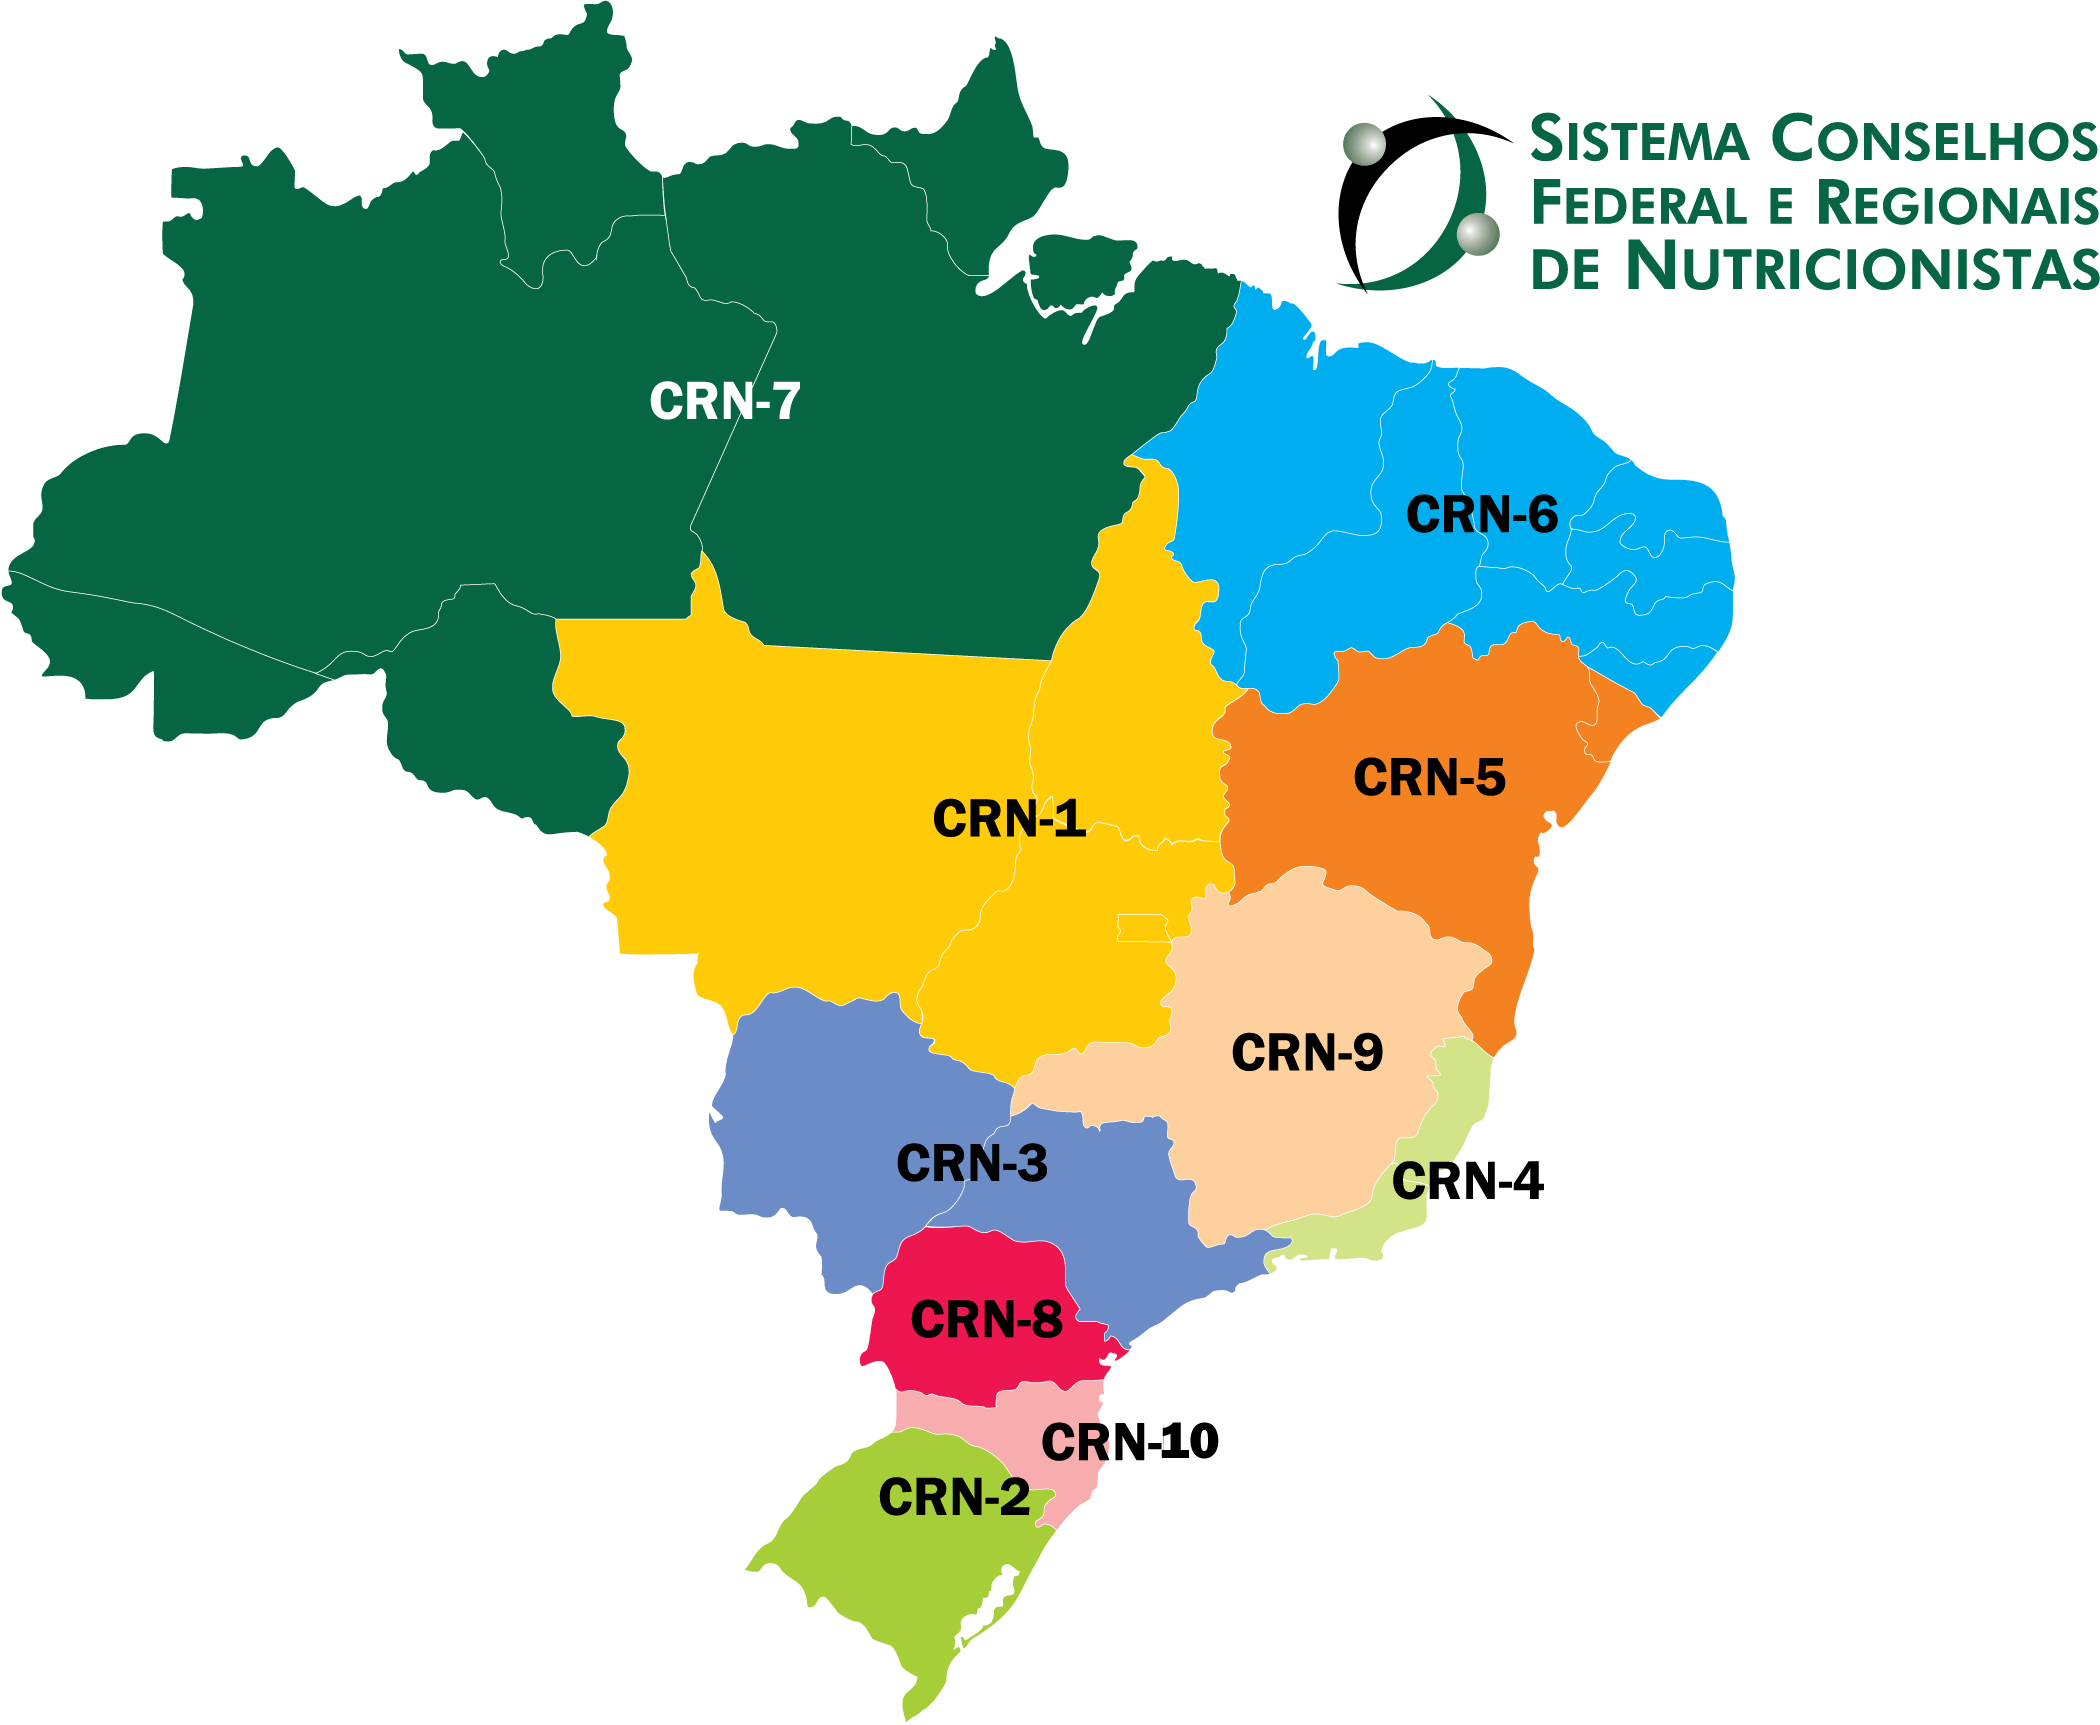 SISTEMA CONSELHOS
FEDERAL E REGIONAIS
DE NUTRICIONISTAS
CRN-7
CRN-6
CRN-5
CRN-1
CRN-9
CRN-3
CRN-4
CRN-8
CRN-10
CRN-2